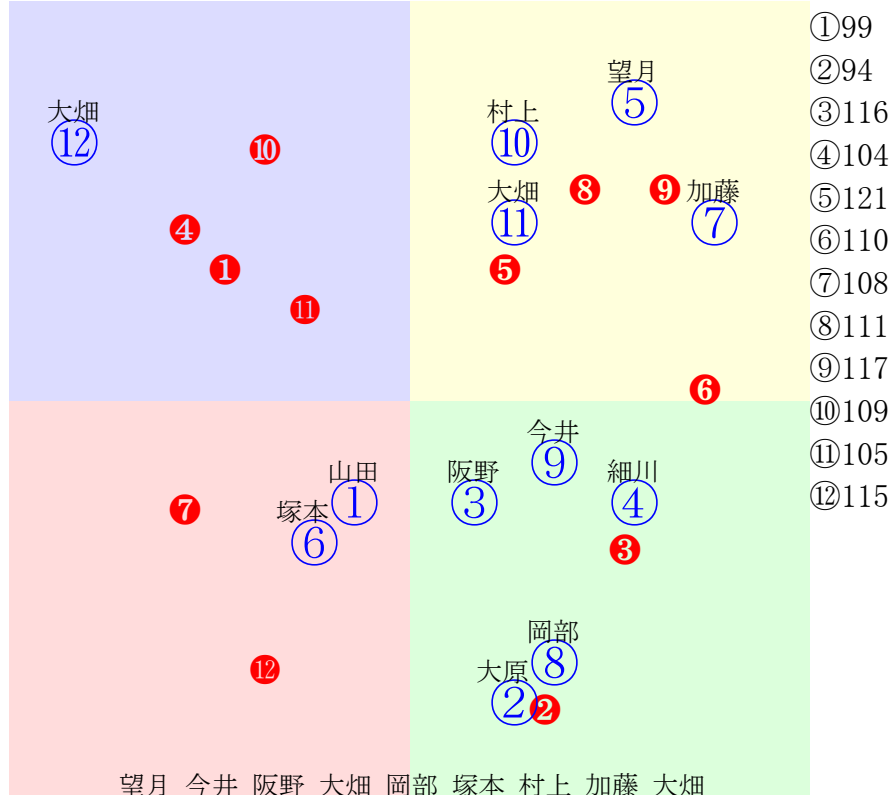 ①99
望月
②94
⑤
大畑
村上
③116
⑫
❿
⑩
④104
大畑
❽
❾
加藤
⑤121
❹
⑪
⑦
⑥110
❶
❺
⑦108
⓫
⑧111
❻
⑨117
⑩109
今井
⑪105
山田
阪野
⑨
細川
⑫115
塚本
①
③
④
❼
⑥
❸
岡部
⓬
大原
⑧
②
❷
望月 今井 阪野 大畑 岡部 塚本 村上 加藤 大畑